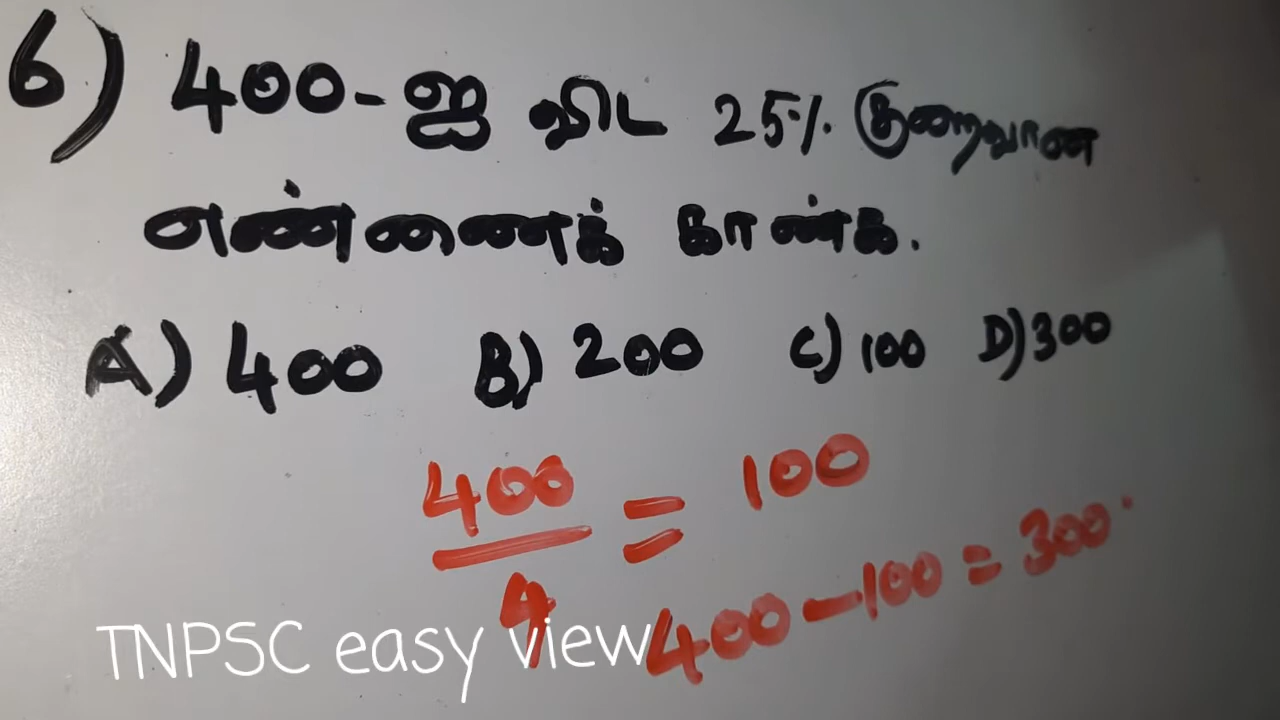 6) 400-ஐ விட 25% குறைவான
எண்ணைக் காண்க.
A) 400 B) 200 C) 100 D) 300
400/4 = 100
400 - 100 = 300
TNPSC easy view